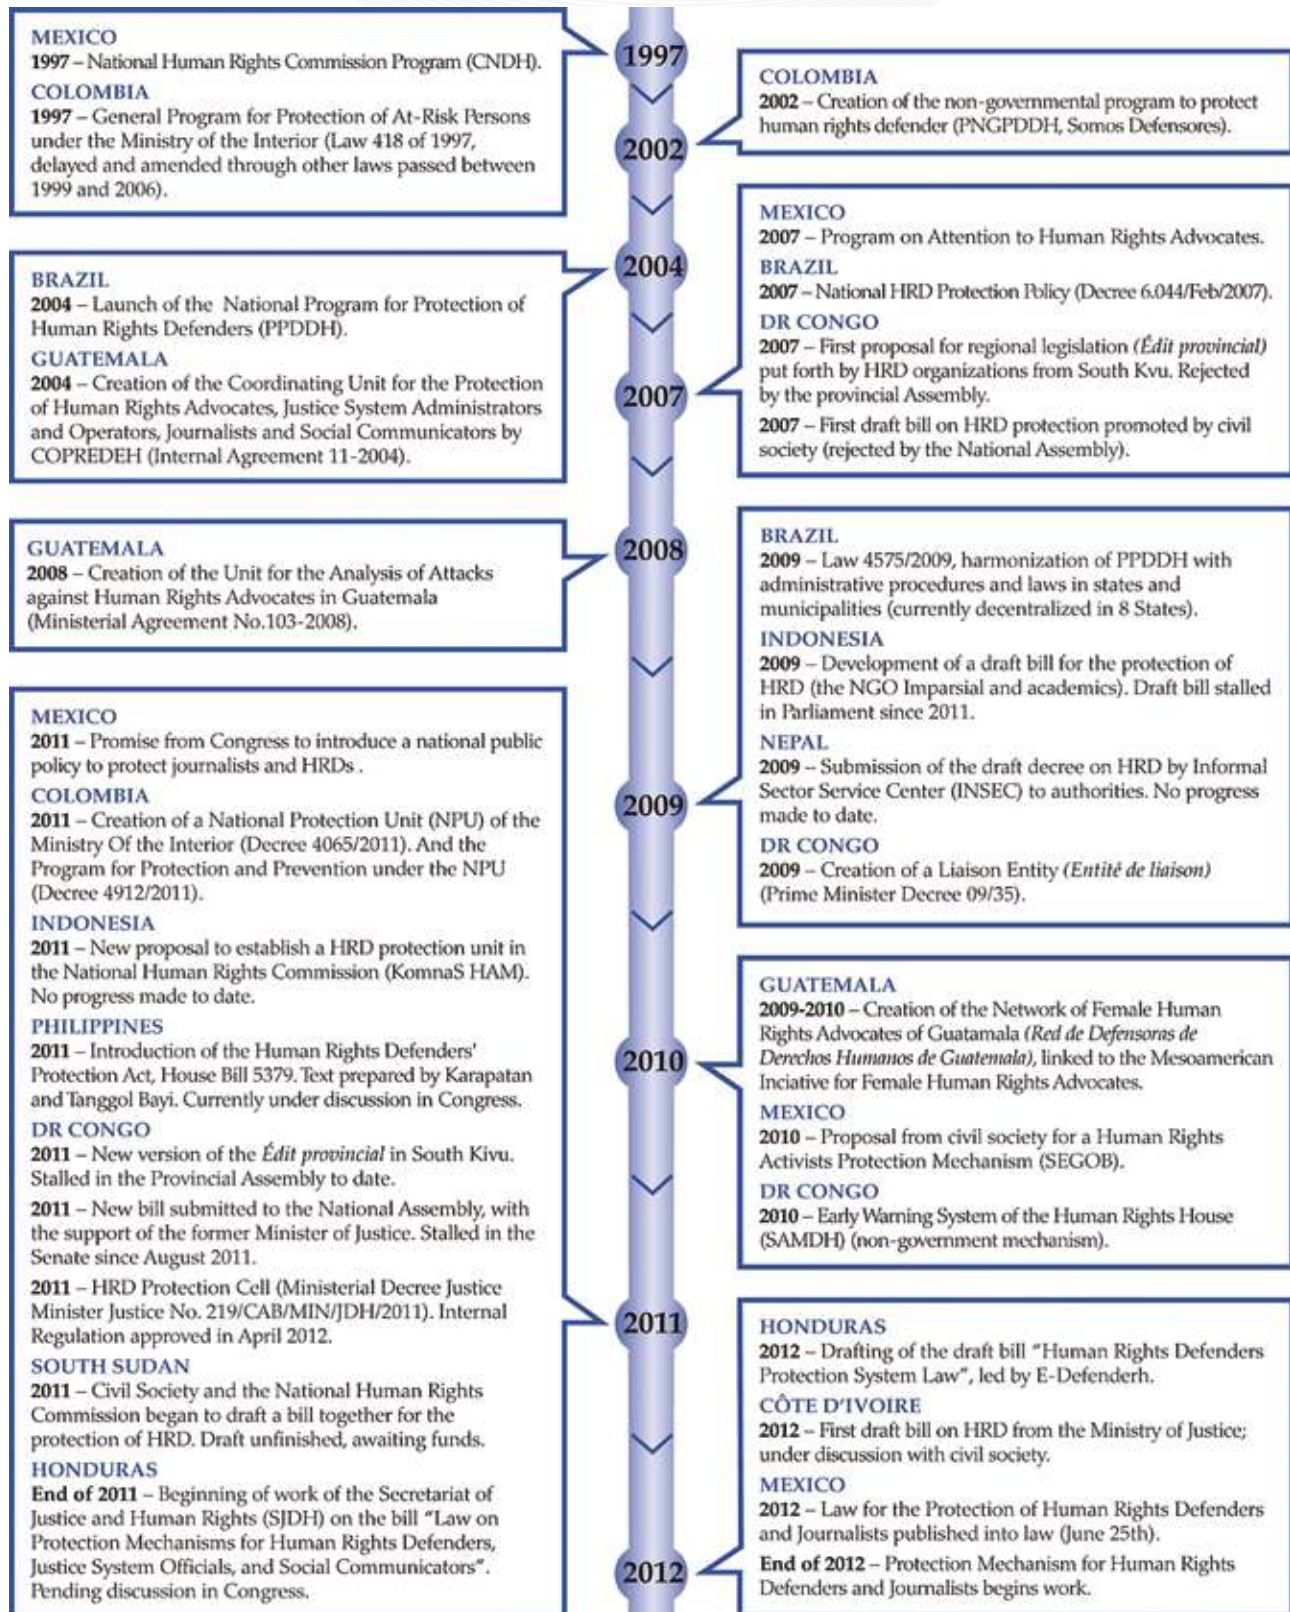 1997
MEXICO
1997 – National Human Rights Commission Program (CNDH).
COLOMBIA
1997 – General Program for Protection of At-Risk Persons
under the Ministry of the Interior (Law 418 of 1997,
delayed and amended through other laws passed between
1999 and 2006).
2002
COLOMBIA
2002 – Creation of the non-governmental program to protect
human rights defender (PNGPDDH, Somos Defensores).
2004
BRAZIL
2004 – Launch of the National Program for Protection of
Human Rights Defenders (PPDDH).
GUATEMALA
2004 – Creation of the Coordinating Unit for the Protection
of Human Rights Advocates, Justice System Administrators
and Operators, Journalists and Social Communicators by
COPREDEH (Internal Agreement 11-2004).
2007
MEXICO
2007 – Program on Attention to Human Rights Advocates.
BRAZIL
2007 – National HRD Protection Policy (Decree 6.044/Feb/2007).
DR CONGO
2007 – First proposal for regional legislation (Édit provincial)
put forth by HRD organizations from South Kvu. Rejected
by the provincial Assembly.
2007 – First draft bill on HRD protection promoted by civil
society (rejected by the National Assembly).
2008
GUATEMALA
2008 – Creation of the Unit for the Analysis of Attacks
against Human Rights Advocates in Guatemala
(Ministerial Agreement No.103-2008).
2009
BRAZIL
2009 – Law 4575/2009, harmonization of PPDDH with
administrative procedures and laws in states and
municipalities (currently decentralized in 8 States).
INDONESIA
2009 – Development of a draft bill for the protection of
HRD (the NGO Imparsial and academics). Draft bill stalled
in Parliament since 2011.
NEPAL
2009 – Submission of the draft decree on HRD by Informal
Sector Service Center (INSEC) to authorities. No progress
made to date.
DR CONGO
2009 – Creation of a Liaison Entity (Entité de liaison)
(Prime Minister Decree 09/35).
2010
GUATEMALA
2009-2010 – Creation of the Network of Female Human
Rights Advocates of Guatamala (Red de Defensoras de
Derechos Humanos de Guatemala), linked to the Mesoamerican
Inciative for Female Human Rights Advocates.
MEXICO
2010 – Proposal from civil society for a Human Rights
Activists Protection Mechanism (SEGOB).
DR CONGO
2010 – Early Warning System of the Human Rights House
(SAMDH) (non-government mechanism).
2011
MEXICO
2011 – Promise from Congress to introduce a national public
policy to protect journalists and HRDs .
COLOMBIA
2011 – Creation of a National Protection Unit (NPU) of the
Ministry Of the Interior (Decree 4065/2011). And the
Program for Protection and Prevention under the NPU
(Decree 4912/2011).
INDONESIA
2011 – New proposal to establish a HRD protection unit in
the National Human Rights Commission (KomnaS HAM).
No progress made to date.
PHILIPPINES
2011 – Introduction of the Human Rights Defenders'
Protection Act, House Bill 5379. Text prepared by Karapatan
and Tanggol Bayi. Currently under discussion in Congress.
DR CONGO
2011 – New version of the Édit provincial in South Kivu.
Stalled in the Provincial Assembly to date.
2011 – New bill submitted to the National Assembly, with
the support of the former Minister of Justice. Stalled in the
Senate since August 2011.
2011 – HRD Protection Cell (Ministerial Decree Justice
Minister Justice No. 219/CAB/MIN/JDH/2011). Internal
Regulation approved in April 2012.
SOUTH SUDAN
2011 – Civil Society and the National Human Rights
Commission began to draft a bill together for the
protection of HRD. Draft unfinished, awaiting funds.
HONDURAS
End of 2011 – Beginning of work of the Secretariat of
Justice and Human Rights (SJDH) on the bill "Law on
Protection Mechanisms for Human Rights Defenders,
Justice System Officials, and Social Communicators".
Pending discussion in Congress.
2012
HONDURAS
2012 – Drafting of the draft bill "Human Rights Defenders
Protection System Law", led by E-Defenderh.
CÔTE D'IVOIRE
2012 – First draft bill on HRD from the Ministry of Justice;
under discussion with civil society.
MEXICO
2012 – Law for the Protection of Human Rights Defenders
and Journalists published into law (June 25th).
End of 2012 – Protection Mechanism for Human Rights
Defenders and Journalists begins work.